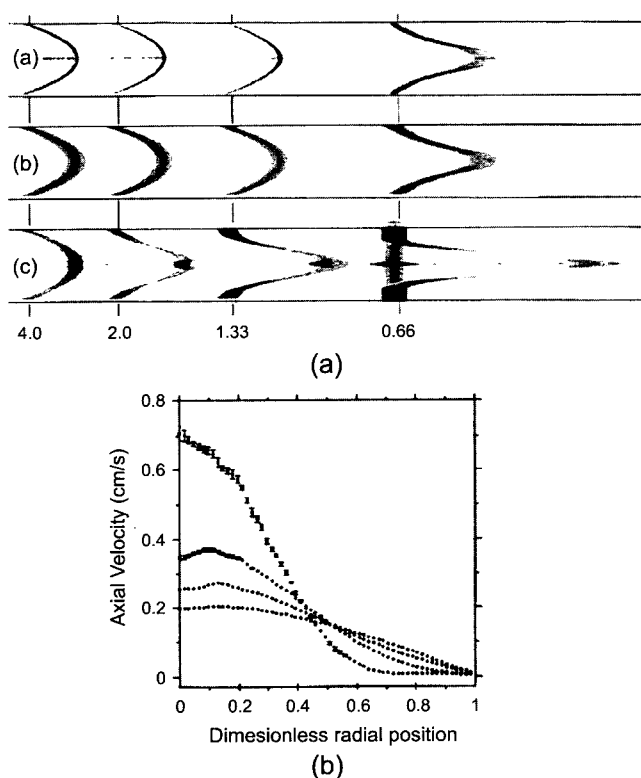 (a)
(b)
(c)
4.0 2.0 1.33 0.66
(a)
0.8
0.6
0.4
0.2
0
Axial Velocity (cm/s)
0 0.2 0.4 0.6 0.8 1
Dimesionless radial position
(b)